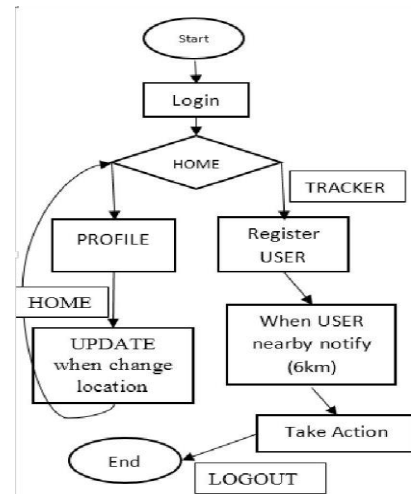 Start
Login
HOME
TRACKER
PROFILE
Register
USER
HOME
UPDATE
when change
location
When USER
nearby notify
(6km)
Take Action
End
LOGOUT